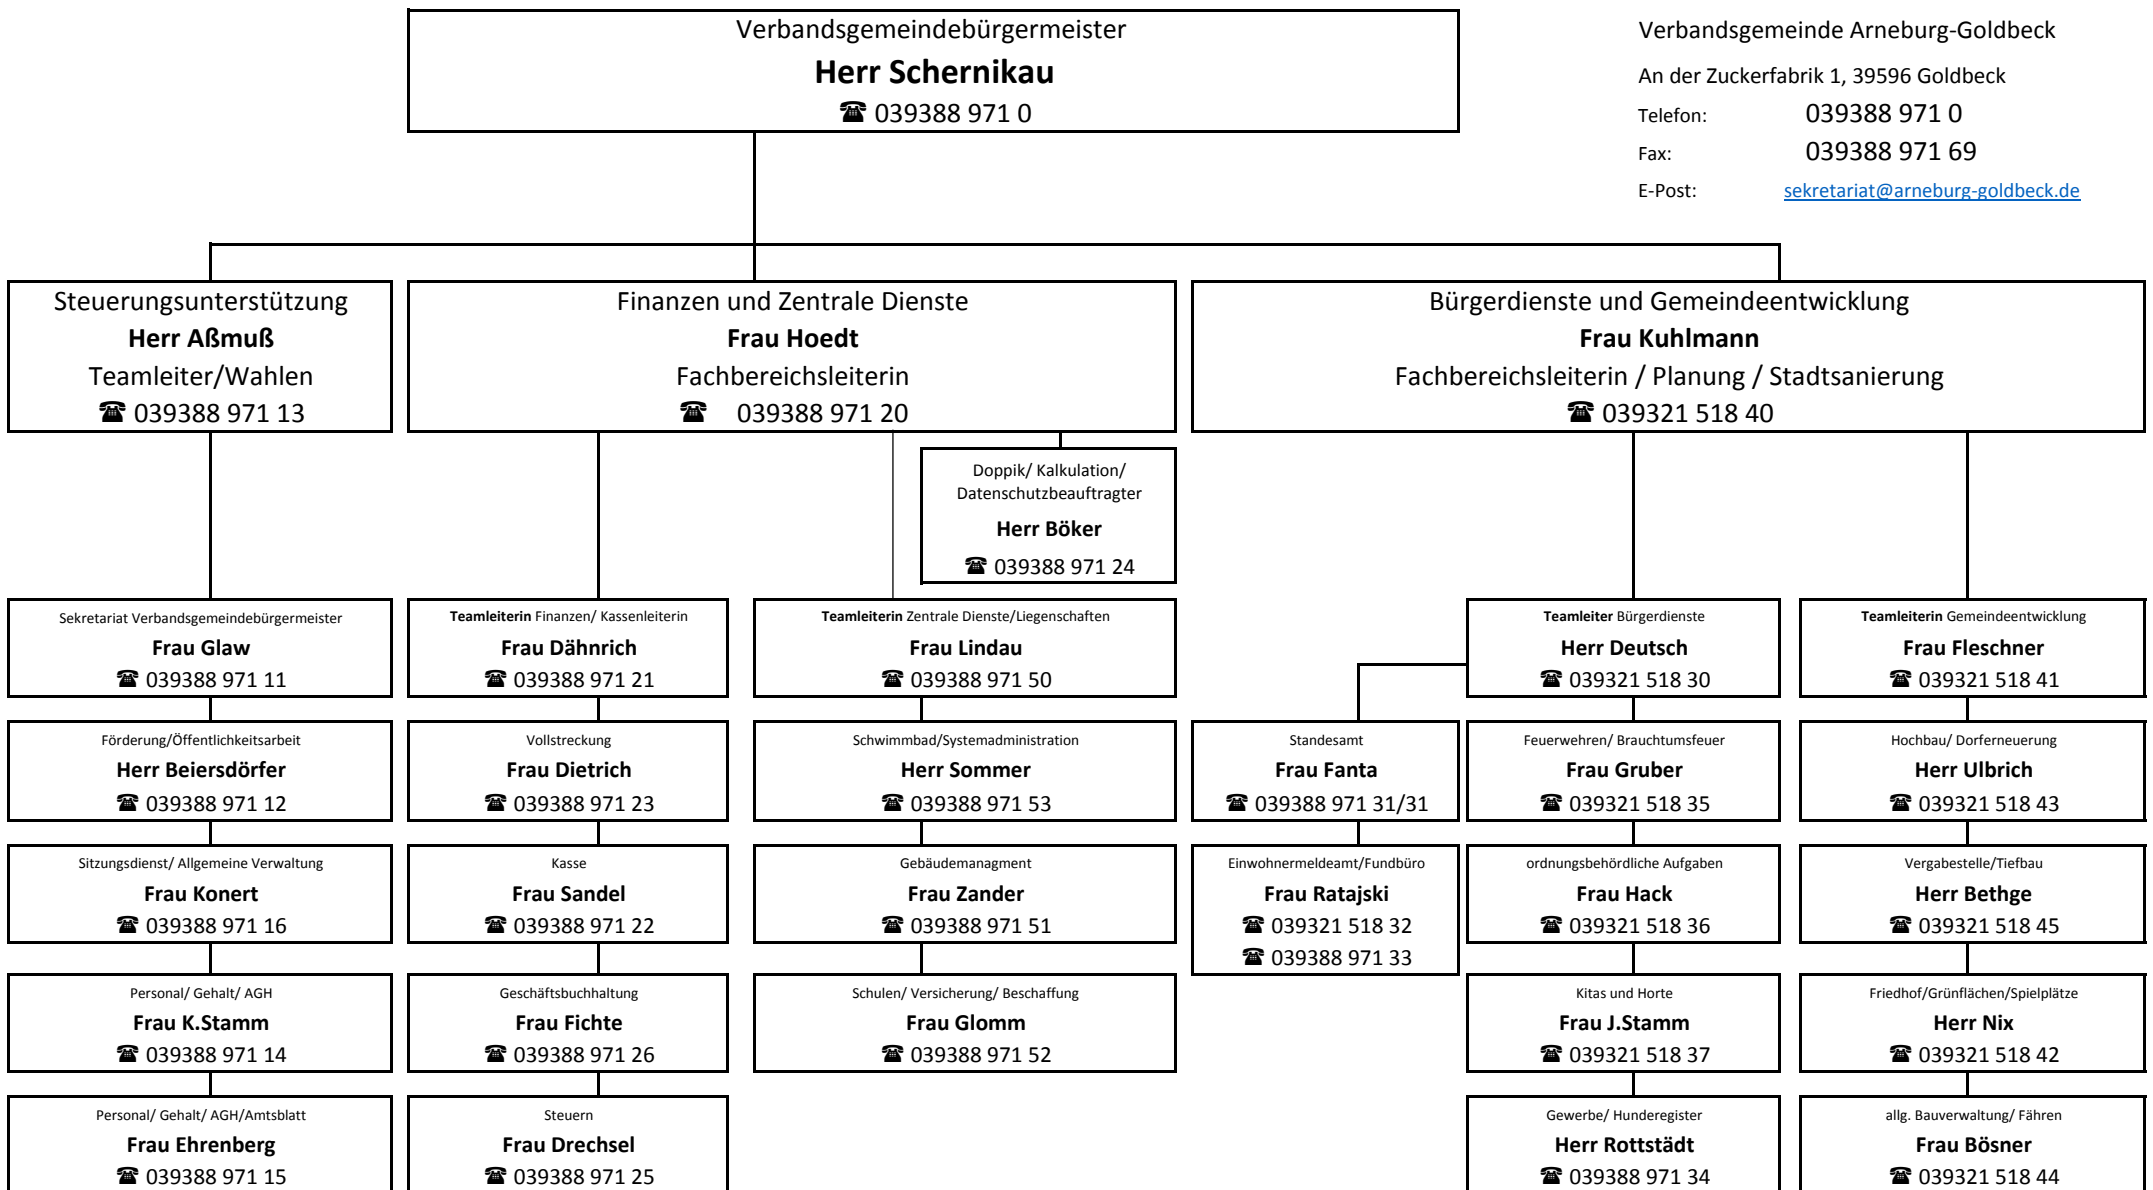 Verbandsgemeindebürgermeister
Herr Schernikau
☎ 039388 971 0
Verbandsgemeinde Arneburg-Goldbeck
An der Zuckerfabrik 1, 39596 Goldbeck
Telefon: 039388 971 0
Fax: 039388 971 69
E-Post: sekretariat@arneburg-goldbeck.de
Steuerungsunterstützung
Herr Aßmuß
Teamleiter/Wahlen
☎ 039388 971 13
Finanzen und Zentrale Dienste
Frau Hoedt
Fachbereichsleiterin
☎ 039388 971 20
Bürgerdienste und Gemeindeentwicklung
Frau Kuhlmann
Fachbereichsleiterin / Planung / Stadtsanierung
☎ 039321 518 40
Doppik/ Kalkulation/
Datenschutzbeauftragter
Herr Böker
☎ 039388 971 24
Sekretariat Verbandsgemeindebürgermeister
Frau Glaw
☎ 039388 971 11
Teamleiterin Finanzen/ Kassenleiterin
Frau Dähnrich
☎ 039388 971 21
Teamleiterin Zentrale Dienste/Liegenschaften
Frau Lindau
☎ 039388 971 50
Teamleiter Bürgerdienste
Herr Deutsch
☎ 039321 518 30
Teamleiterin Gemeindeentwicklung
Frau Fleschner
☎ 039321 518 41
Förderung/Öffentlichkeitsarbeit
Herr Beiersdörfer
☎ 039388 971 12
Vollstreckung
Frau Dietrich
☎ 039388 971 23
Schwimmbad/Systemadministration
Herr Sommer
☎ 039388 971 53
Standesamt
Frau Fanta
☎ 039388 971 31/31
Feuerwehren/ Brauchtumsfeuer
Frau Gruber
☎ 039321 518 35
Hochbau/ Dorferneuerung
Herr Ulbrich
☎ 039321 518 43
Sitzungsdienst/ Allgemeine Verwaltung
Frau Konert
☎ 039388 971 16
Kasse
Frau Sandel
☎ 039388 971 22
Gebäudemanagment
Frau Zander
☎ 039388 971 51
Einwohnermeldeamt/Fundbüro
Frau Ratajski
☎ 039321 518 32
☎ 039388 971 33
ordnungsbehördliche Aufgaben
Frau Hack
☎ 039321 518 36
Vergabestelle/Tiefbau
Herr Bethge
☎ 039321 518 45
Personal/ Gehalt/ AGH
Frau K.Stamm
☎ 039388 971 14
Geschäftsbuchhaltung
Frau Fichte
☎ 039388 971 26
Schulen/ Versicherung/ Beschaffung
Frau Glomm
☎ 039388 971 52
Kitas und Horte
Frau J.Stamm
☎ 039321 518 37
Friedhof/Grünflächen/Spielplätze
Herr Nix
☎ 039321 518 42
Personal/ Gehalt/ AGH/Amtsblatt
Frau Ehrenberg
☎ 039388 971 15
Steuern
Frau Drechsel
☎ 039388 971 25
Gewerbe/ Hunderegister
Herr Rottstädt
☎ 039388 971 34
allg. Bauverwaltung/ Fähren
Frau Bösner
☎ 039321 518 44